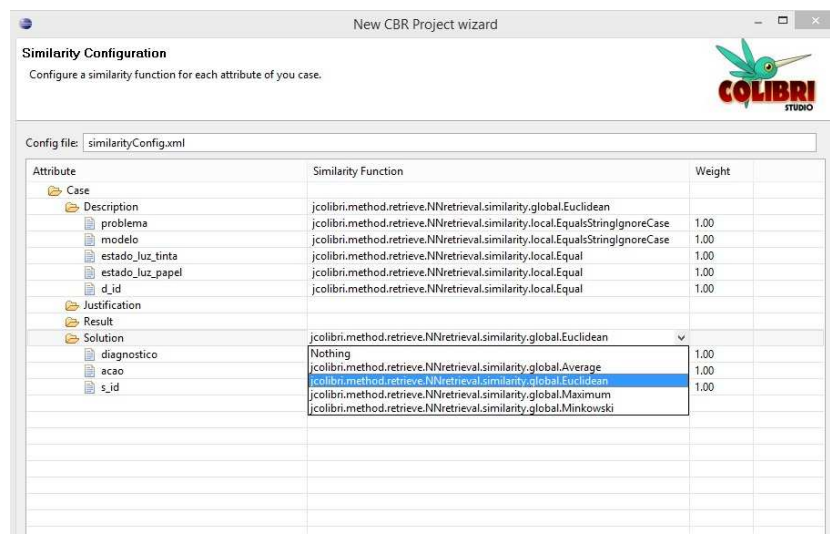 New CBR Project wizard
Similarity Configuration
Configure a similarity function for each attribute of you case.
COLIBRI
STUDIO
Config file: similarityConfig.xml
Attribute Similarity Function Weight
Case
Description jcolibri.method.retrieve.NNretrieval.similarity.global.Euclidean
problema jcolibri.method.retrieve.NNretrieval.similarity.local.EqualsStringIgnoreCase 1.00
modelo jcolibri.method.retrieve.NNretrieval.similarity.local.EqualsStringIgnoreCase 1.00
estado_luz_tinta jcolibri.method.retrieve.NNretrieval.similarity.local.Equal 1.00
estado_luz_papel jcolibri.method.retrieve.NNretrieval.similarity.local.Equal 1.00
d_id jcolibri.method.retrieve.NNretrieval.similarity.local.Equal 1.00
Justification
Result
Solution jcolibri.method.retrieve.NNretrieval.similarity.global.Euclidean
diagnostico Nothing 1.00
acao jcolibri.method.retrieve.NNretrieval.similarity.global.Average 1.00
jcolibri.method.retrieve.NNretrieval.similarity.global.Euclidean
s_id jcolibri.method.retrieve.NNretrieval.similarity.global.Maximum 1.00
jcolibri.method.retrieve.NNretrieval.similarity.global.Minkowski